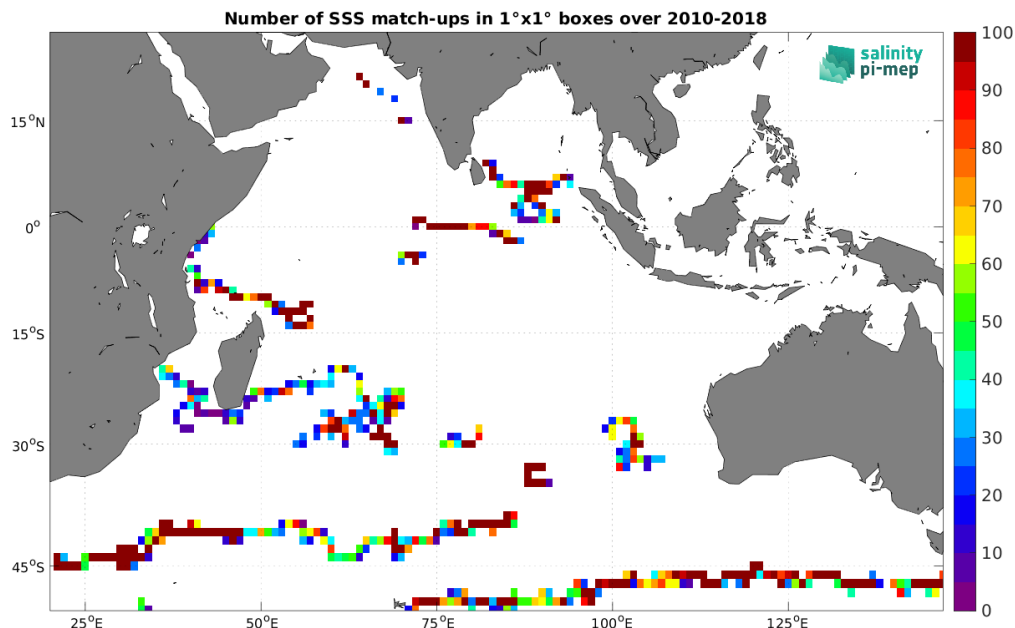 Number of SSS match-ups in 1°x1° boxes over 2010-2018
salinity
pi-mep
15°N
0°
15°S
30°S
45°S
25°E
50°E
75°E
100°E
125°E
100
90
80
70
60
50
40
30
20
10
0